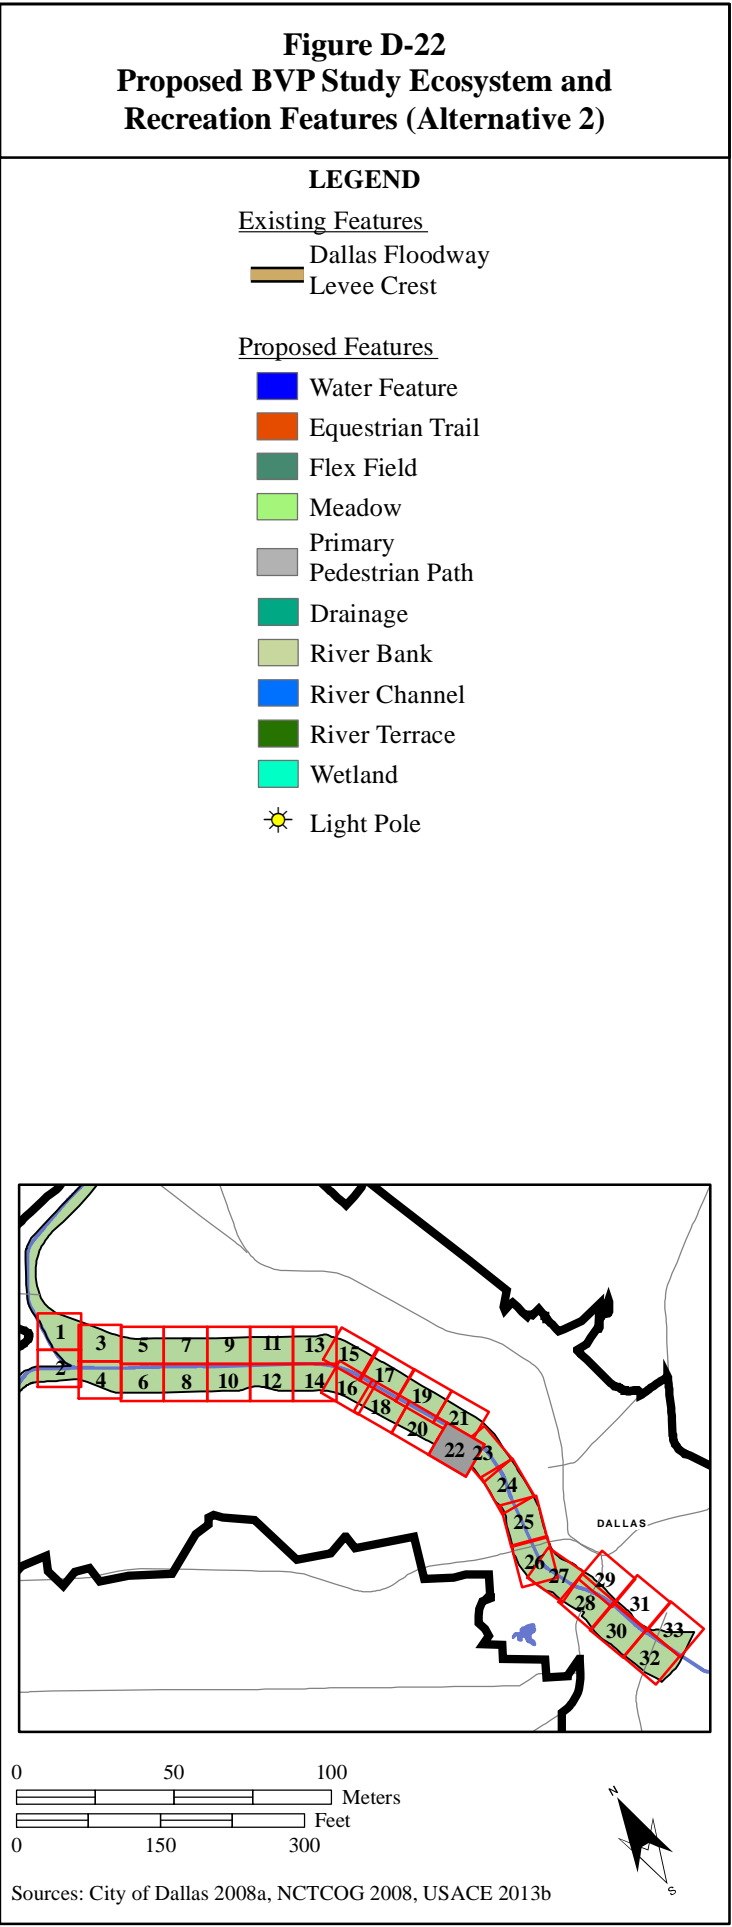 Figure D-22
Proposed BVP Study Ecosystem and
Recreation Features (Alternative 2)
LEGEND
Existing Features
Dallas Floodway
Levee Crest
Proposed Features
Water Feature
Equestrian Trail
Flex Field
Meadow
Primary
Pedestrian Path
Drainage
River Bank
River Channel
River Terrace
Wetland
Light Pole
1
3
5
7
9
11
13
15
17
19
21
2
4
6
8
10
12
14
16
18
20
22
23
24
25
26
27
28
29
30
31
32
33
DALLAS
0 50 100
Meters
Feet
0 150 300
N
S
Sources: City of Dallas 2008a, NCTCOG 2008, USACE 2013b